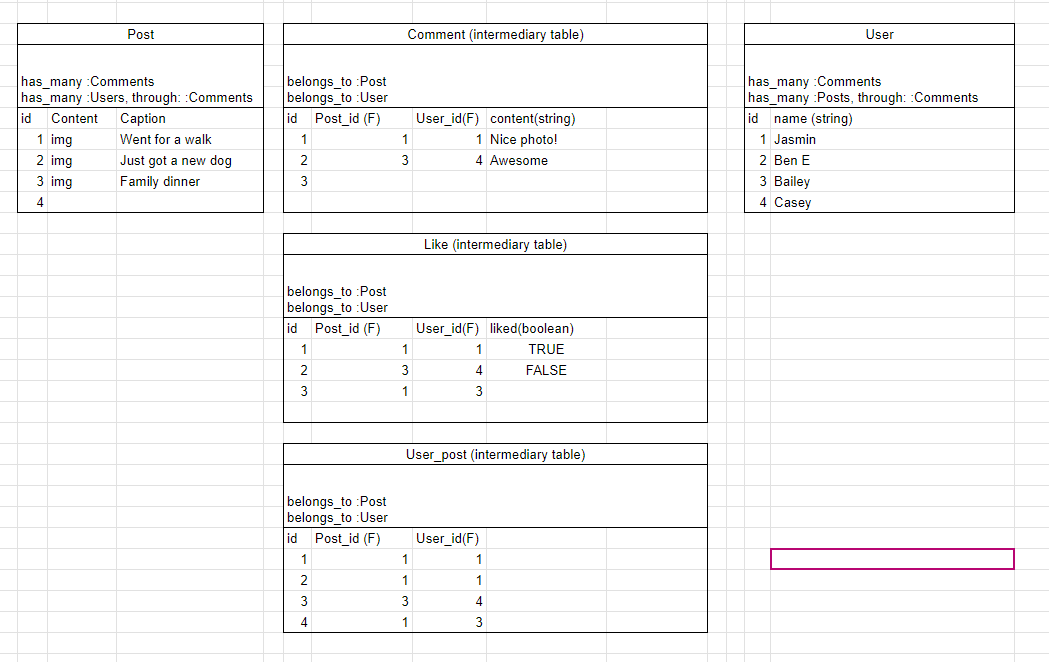 Post
has_many :Comments
has_many :Users, through: :Comments
id Content Caption
1 img Went for a walk
2 img Just got a new dog
3 img Family dinner
4
Comment (intermediary table)
belongs_to :Post
belongs_to :User
id Post_id (F) User_id(F) content(string)
1 1 1 Nice photo!
2 3 4 Awesome
3
User
has_many :Comments
has_many :Posts, through: :Comments
id name (string)
1 Jasmin
2 Ben E
3 Bailey
4 Casey
Like (intermediary table)
belongs_to :Post
belongs_to :User
id Post_id (F) User_id(F) liked(boolean)
1 1 1 TRUE
2 3 4 FALSE
3 1 3
User_post (intermediary table)
belongs_to :Post
belongs_to :User
id Post_id (F) User_id(F)
1 1 1
2 1 1
3 3 4
4 1 3